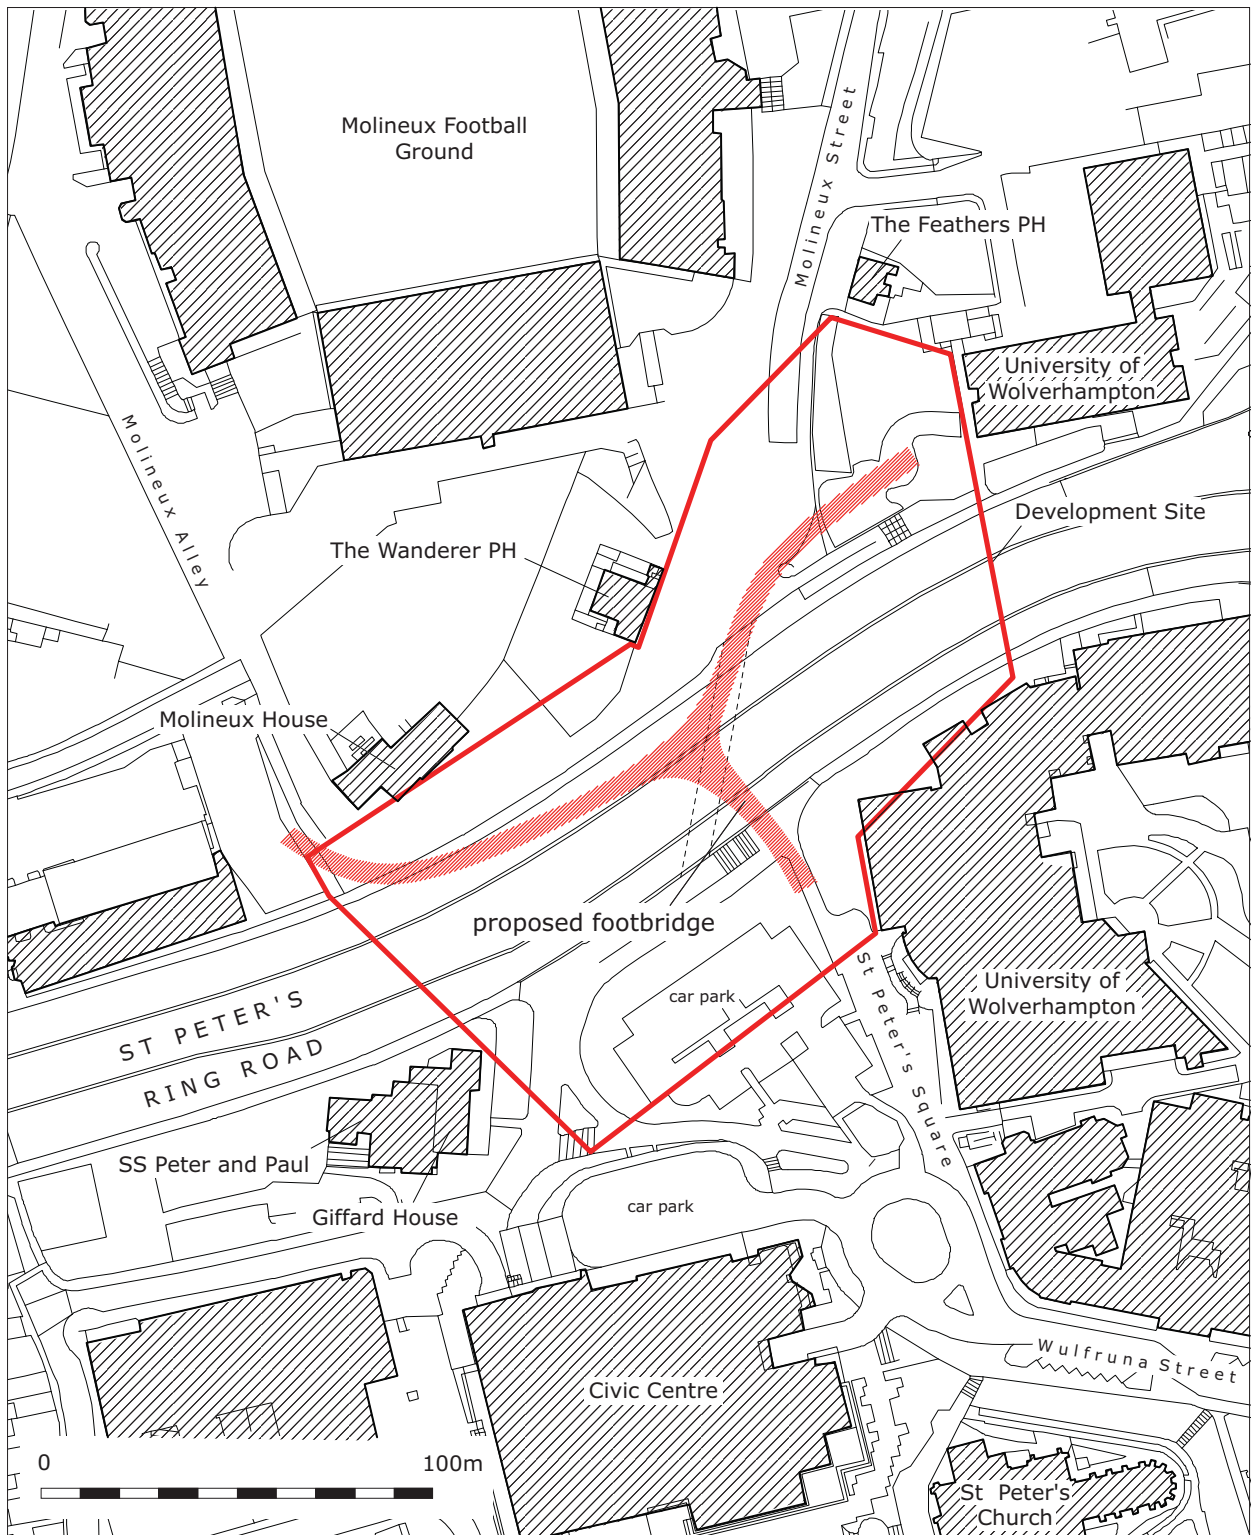 Molineux Football
Ground
Molineux Street
The Feathers PH
University of
Wolverhampton
Molineux Alley
Development Site
The Wanderer PH
Molineux House
proposed footbridge
St Peter's Square
University of
Wolverhampton
car park
ST PETER'S
RING ROAD
SS Peter and Paul
Giffard House
car park
Wulfruna Street
Civic Centre
0
100m
St Peter's
Church